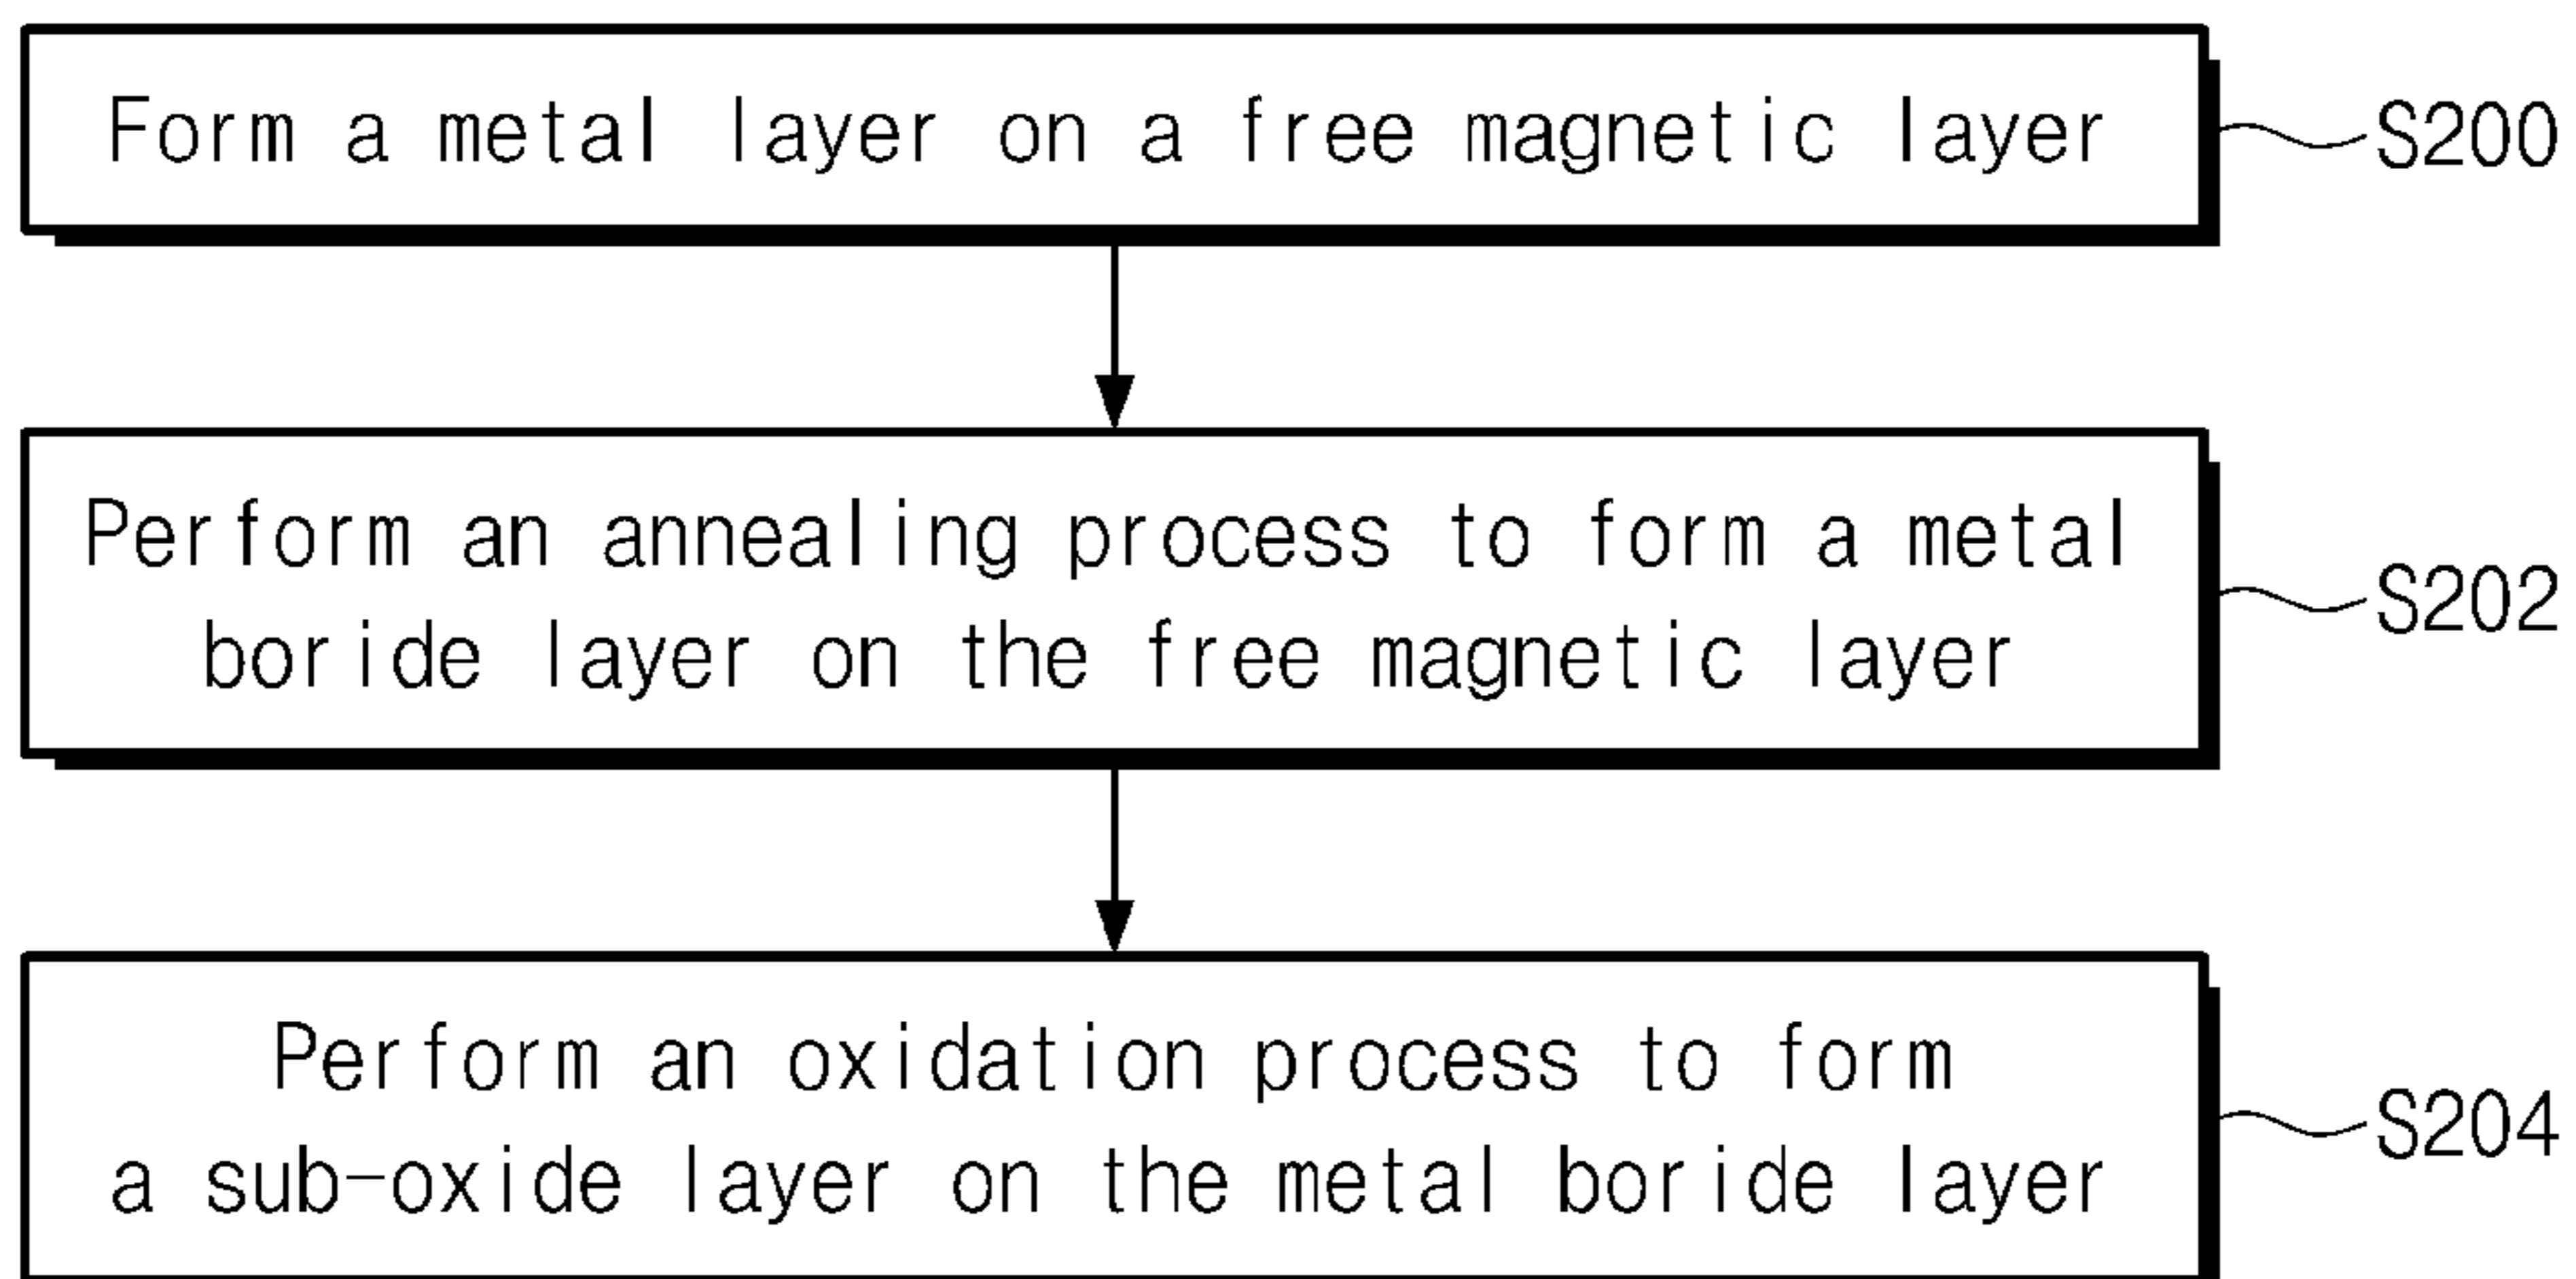 Form a metal layer on a free magnetic layer
S200
Perform an annealing process to form a metal
boride layer on the free magnetic layer
S202
Perform an oxidation process to form
a sub-oxide layer on the metal boride layer
S204